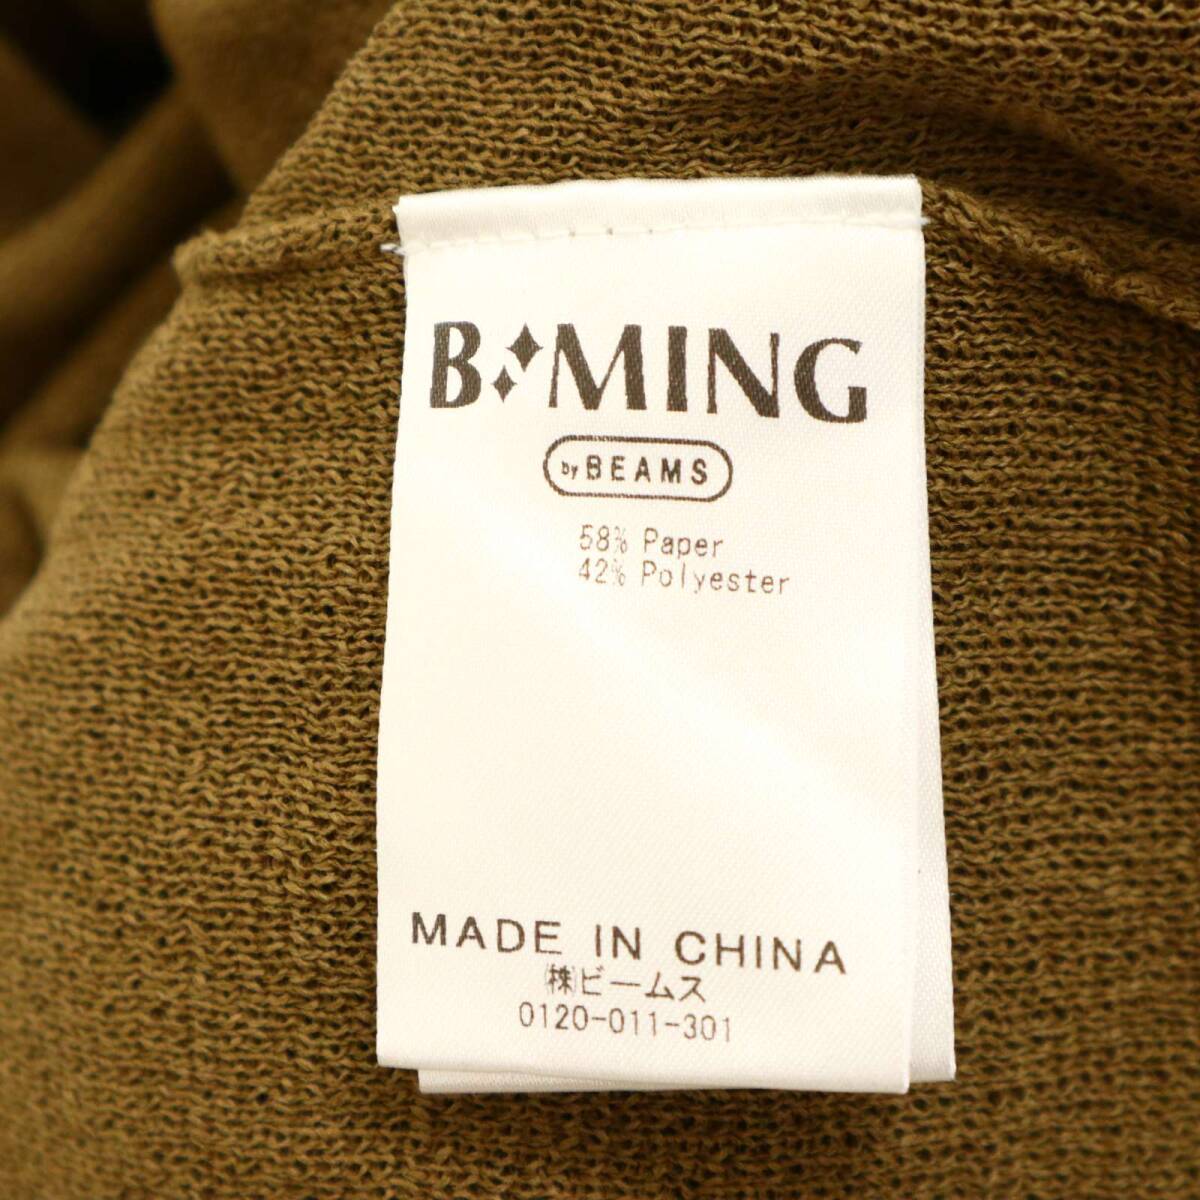 B:MING
by BEAMS
58% Paper
42% Polyester
MADE IN CHINA
㈱ビームス
0120-011-301